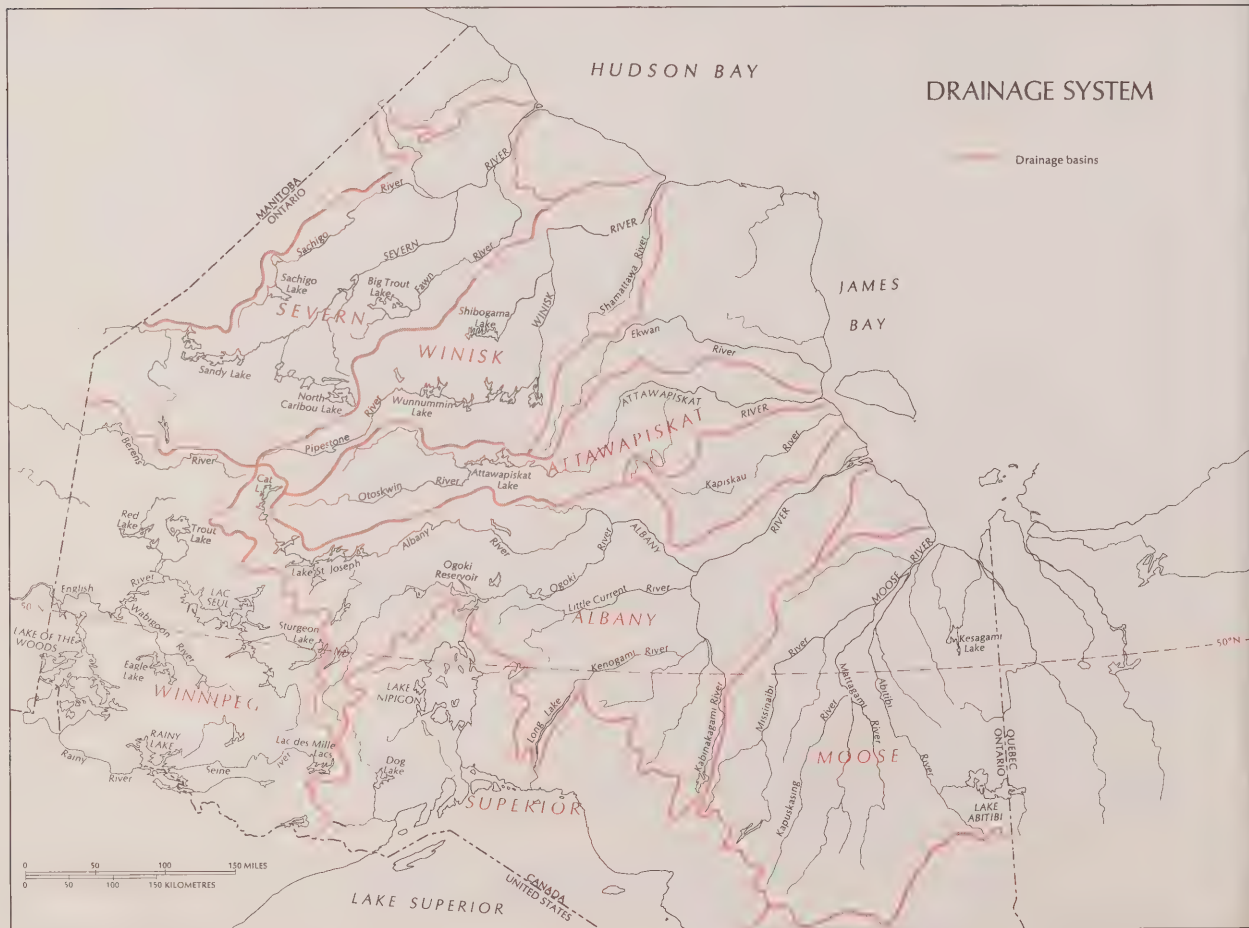 HUDSON BAY
DRAINAGE SYSTEM
Drainage basins
MANITOBA
ONTARIO
River
RIVER
Sachigo
SEVERN
River
RIVER
Sachigo
Lake
Big Trout
Lake
Fawn
SEVERN
Shibogama
Lake
WINISK
Shamattawa River
JAMES
BAY
WINISK
Ekwan
River
Sandy Lake
North
Caribou Lake
River
Wunnummin
Lake
ATTAWAPISKAT
RIVER
ATTAWAPISKAT
Berens
River
Pipestone
Cat
L
Otoskwin
River
Attawapiskat
Lake
Kapiskau
River
Red
Lake
Trout
Lake
Albany
River
River
ALBANY
RIVER
Lake St Joseph
Ogoki
Reservoir
Ogoki
MOOSE
RIVER
English
River
LAC
SEUL
Little Current
River
50
Wabigoon
River
Sturgeon
Lake
ALBANY
Kesagami
Lake
50°N
LAKE OF THE
WOODS
Eagle
Lake
Kenogami
River
River
WINNIPEG
LAKE
NIPIGON
Long Lake
Kabinakagami River
Missinaibi
River
Mattagami
River
Abitibi
River
RAINY
LAKE
Rainy
River
Seine
River
Lac des Mille
Lacs
Dog
Lake
MOOSE
QUEBEC
ONTARIO
SUPERIOR
Kapuskasing
LAKE
ABITIBI
0 50 100 150 MILES
0 50 100 150 KILOMETRES
CANADA
UNITED STATES
LAKE SUPERIOR